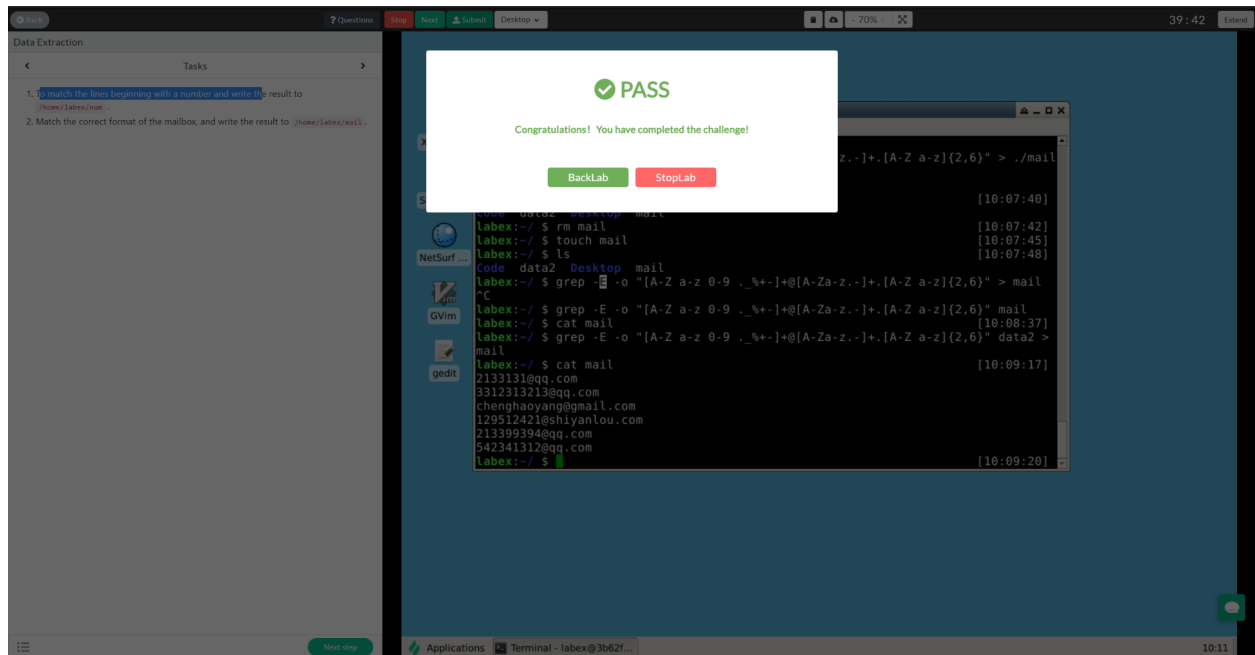 Back
? Questions
Stop
Next
Submit
Desktop
- 70% +
39:42
Extend
Data Extraction
Tasks
1. To match the lines beginning with a number and write the result to
/home/labex/num .
2. Match the correct format of the mailbox, and write the result to /home/labex/mail .
Next step
PASS
Congratulations! You have completed the challenge!
BackLab
StopLab
NetSurf ...
GVim
gedit
z.-]+.[A-Z a-z]{2,6}" > ./mail
[10:07:40]
Code data2 Desktop mail
labex:~/ $ rm mail [10:07:42]
labex:~/ $ touch mail [10:07:45]
labex:~/ $ ls [10:07:48]
Code data2 Desktop mail
labex:~/ $ grep -E -o "[A-Z a-z 0-9 ._%+-]+@[A-Za-z.-]+.[A-Z a-z]{2,6}" > mail
^C
labex:~/ $ grep -E -o "[A-Z a-z 0-9 ._%+-]+@[A-Za-z.-]+.[A-Z a-z]{2,6}" mail
labex:~/ $ cat mail [10:08:37]
labex:~/ $ grep -E -o "[A-Z a-z 0-9 ._%+-]+@[A-Za-z.-]+.[A-Z a-z]{2,6}" data2 >
mail
labex:~/ $ cat mail [10:09:17]
2133131@qq.com
3312313213@qq.com
chenghaoyang@gmail.com
129512421@shiyanlou.com
213399394@qq.com
542341312@qq.com
labex:~/ $ [10:09:20]
Applications
Terminal - labex@3b62f...
10:11